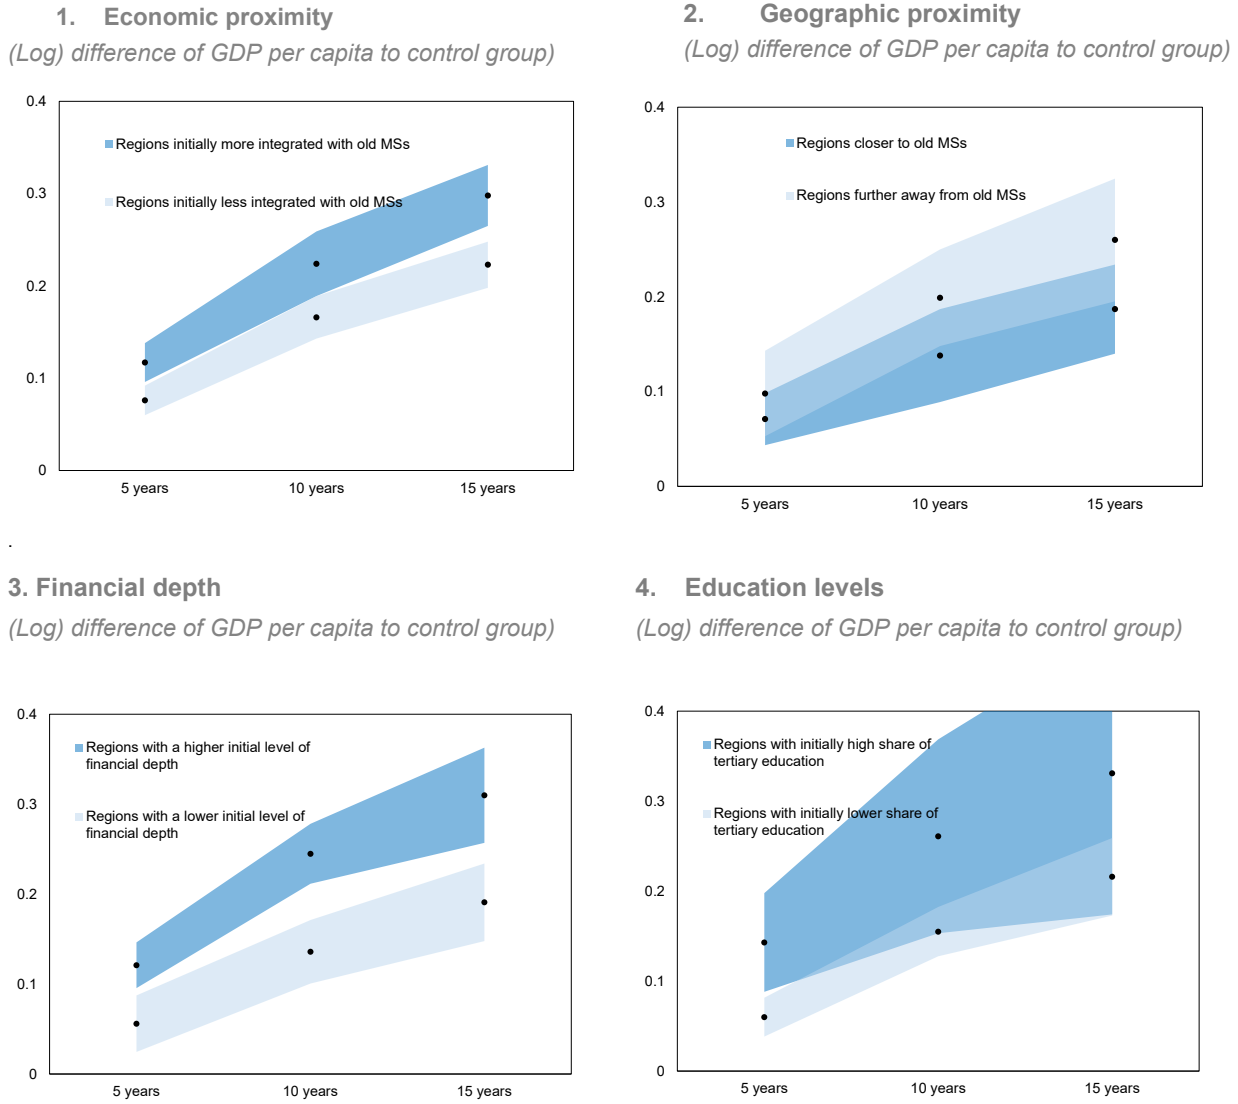 1. Economic proximity
(Log) difference of GDP per capita to control group)
0.4
Regions initially more integrated with old MSs
0.3
Regions initially less integrated with old MSs
0.2
0.1
0
5 years 10 years 15 years
2. Geographic proximity
(Log) difference of GDP per capita to control group)
0.4
Regions closer to old MSs
0.3
Regions further away from old MSs
0.2
0.1
0
5 years 10 years 15 years
.
3. Financial depth
(Log) difference of GDP per capita to control group)
0.4
Regions with a higher initial level of
financial depth
0.3
Regions with a lower initial level of
financial depth
0.2
0.1
0
5 years 10 years 15 years
4. Education levels
(Log) difference of GDP per capita to control group)
0.4
Regions with initially high share of
tertiary education
0.3
Regions with initially lower share of
tertiary education
0.2
0.1
0
5 years 10 years 15 years